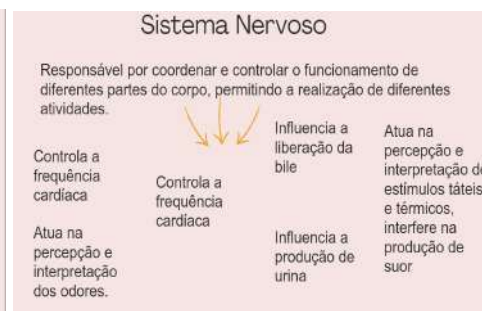 Sistema Nervoso
Responsável por coordenar e controlar o funcionamento de
diferentes partes do corpo, permitindo a realização de diferentes
atividades.
Controla a
frequência
cardíaca
Atua na
percepção e
interpretação
dos odores.
Controla a
frequência
cardíaca
Influencia a
liberação da
bile
Influencia a
produção de
urina
Atua na
percepção e
interpretação de
estímulos táteis
e térmicos,
interfere na
produção de
suor